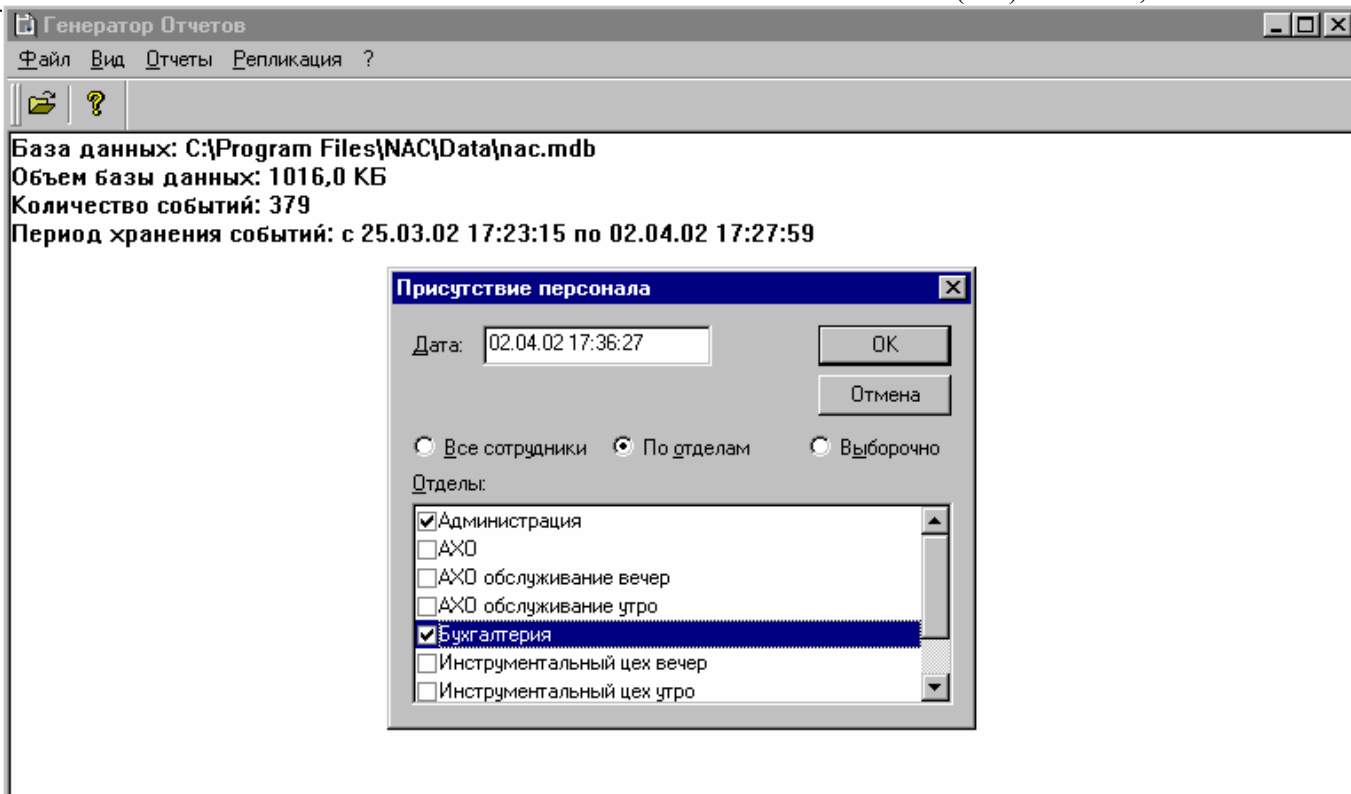 Генератор Отчетов
Файл Вид Отчеты Репликация ?
База данных: C:\Program Files\NAC\Data\nac.mdb
Объем базы данных: 1016,0 КБ
Количество событий: 379
Период хранения событий: с 25.03.02 17:23:15 по 02.04.02 17:27:59
Присутствие персонала
Дата: 02.04.02 17:36:27 OK
Отмена
Все сотрудники По отделам Выборочно
Отделы:
Администрация
АХО
АХО обслуживание вечер
АХО обслуживание утро
Бухгалтерия
Инструментальный цех вечер
Инструментальный цех утро